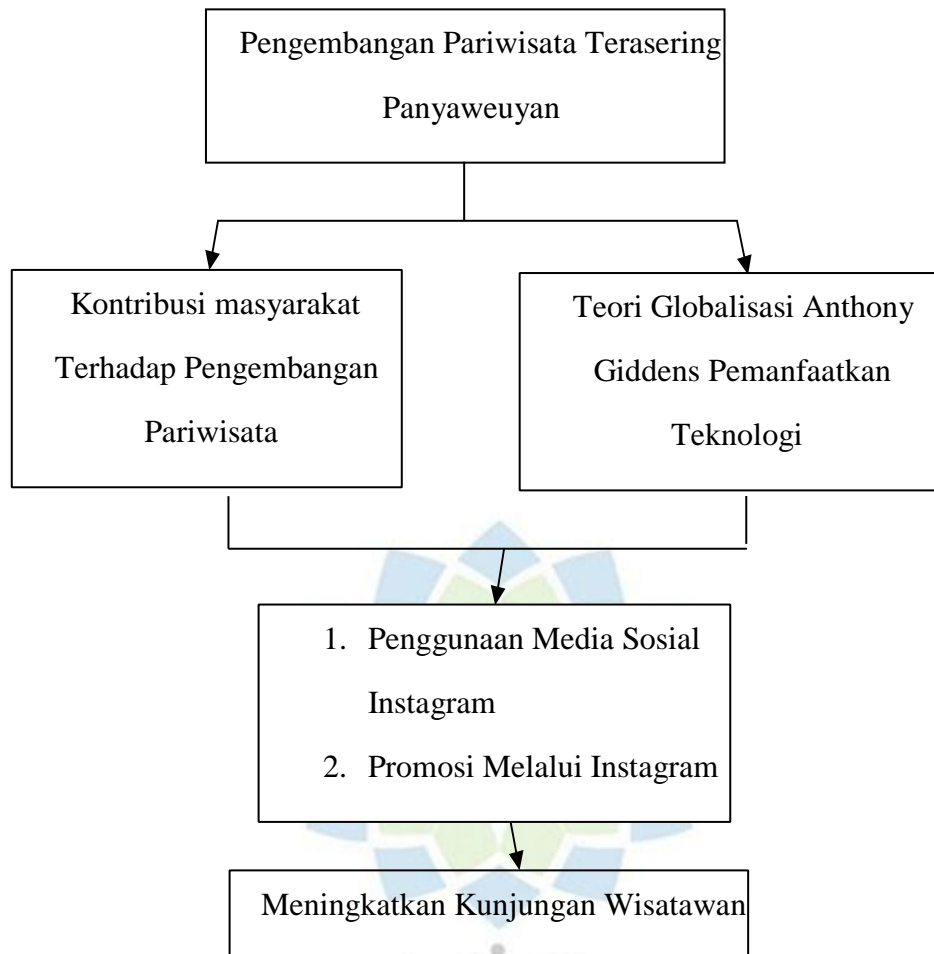 Pengembangan Pariwisata Terasering
Panyaweuyan
Kontribusi masyarakat
Terhadap Pengembangan
Pariwisata
Teori Globalisasi Anthony
Giddens Pemanfaatkan
Teknologi
1. Penggunaan Media Sosial
Instagram
2. Promosi Melalui Instagram
Meningkatkan Kunjungan Wisatawan